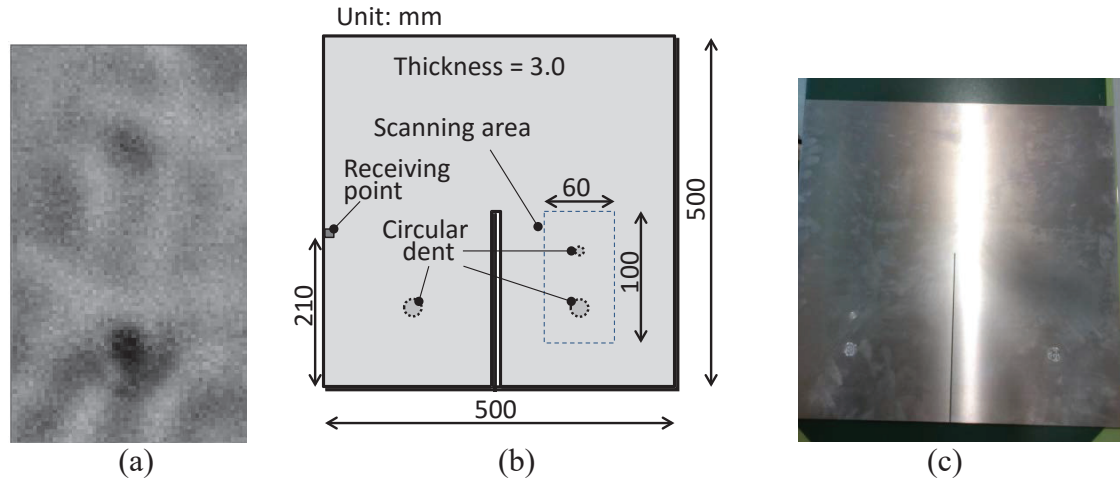 Unit: mm
Thickness = 3.0
Scanning area
Receiving
point
60
500
Circular
dent
100
210
500
(a)
(b)
(c)